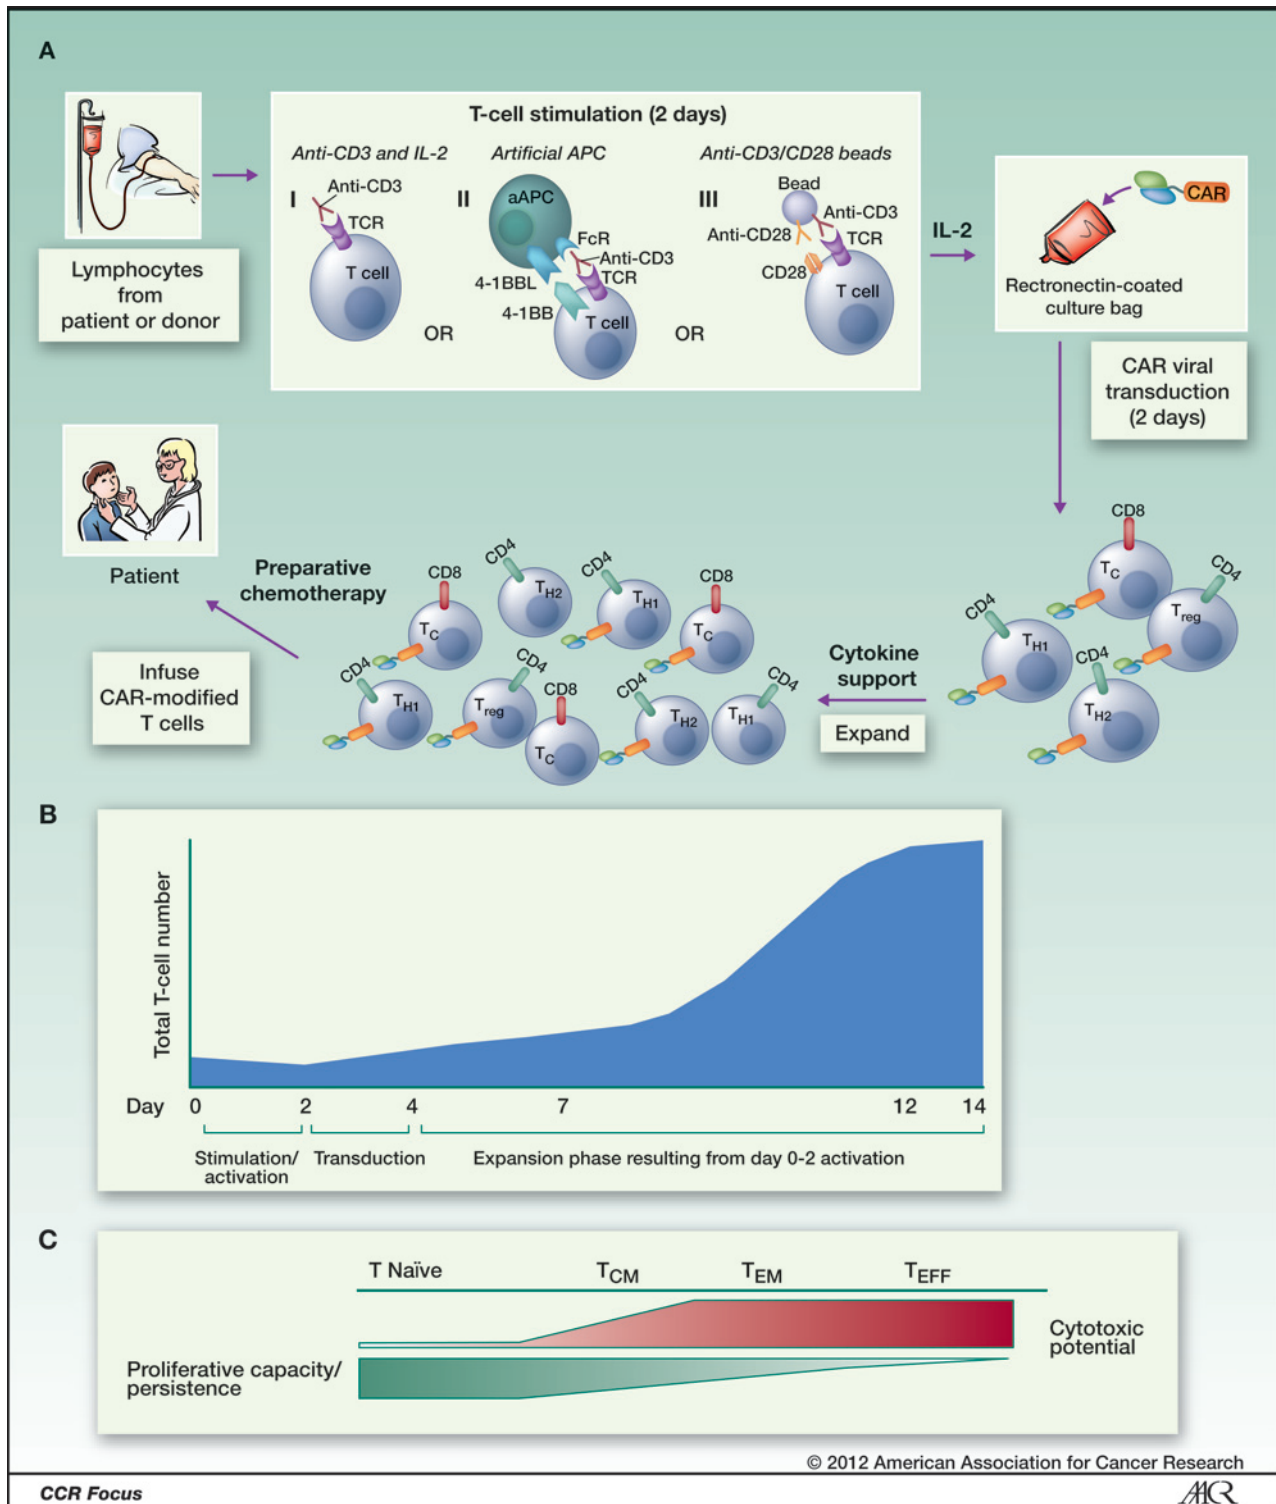 A
T-cell stimulation (2 days)
Anti-CD3 and IL-2
Artificial APC
Anti-CD3/CD28 beads
I
Anti-CD3
TCR
T cell
OR
II
aAPC
FcR
Anti-CD3
TCR
4-1BBL
4-1BB
T cell
OR
III
Bead
Anti-CD3
Anti-CD28
TCR
CD28
T cell
Lymphocytes
from
patient or donor
IL-2
CAR
Rectronectin-coated
culture bag
CAR viral
transduction
(2 days)
CD8
TC
CD4
Treg
CD4
TH1
CD4
TH2
Cytokine
support
Expand
CD8
TC
CD4
TH2
CD4
TH1
CD8
TC
CD4
TH1
CD4
Treg
CD8
TC
CD4
TH2
CD4
TH1
Preparative
chemotherapy
Patient
Infuse
CAR-modified
T cells
B
Total T-cell number
Day 0 2 4 7 12 14
Stimulation/
activation
Transduction
Expansion phase resulting from day 0-2 activation
C
T Naïve TCM TEM TEFF
Cytotoxic
potential
Proliferative capacity/
persistence
© 2012 American Association for Cancer Research
CCR Focus
AACR